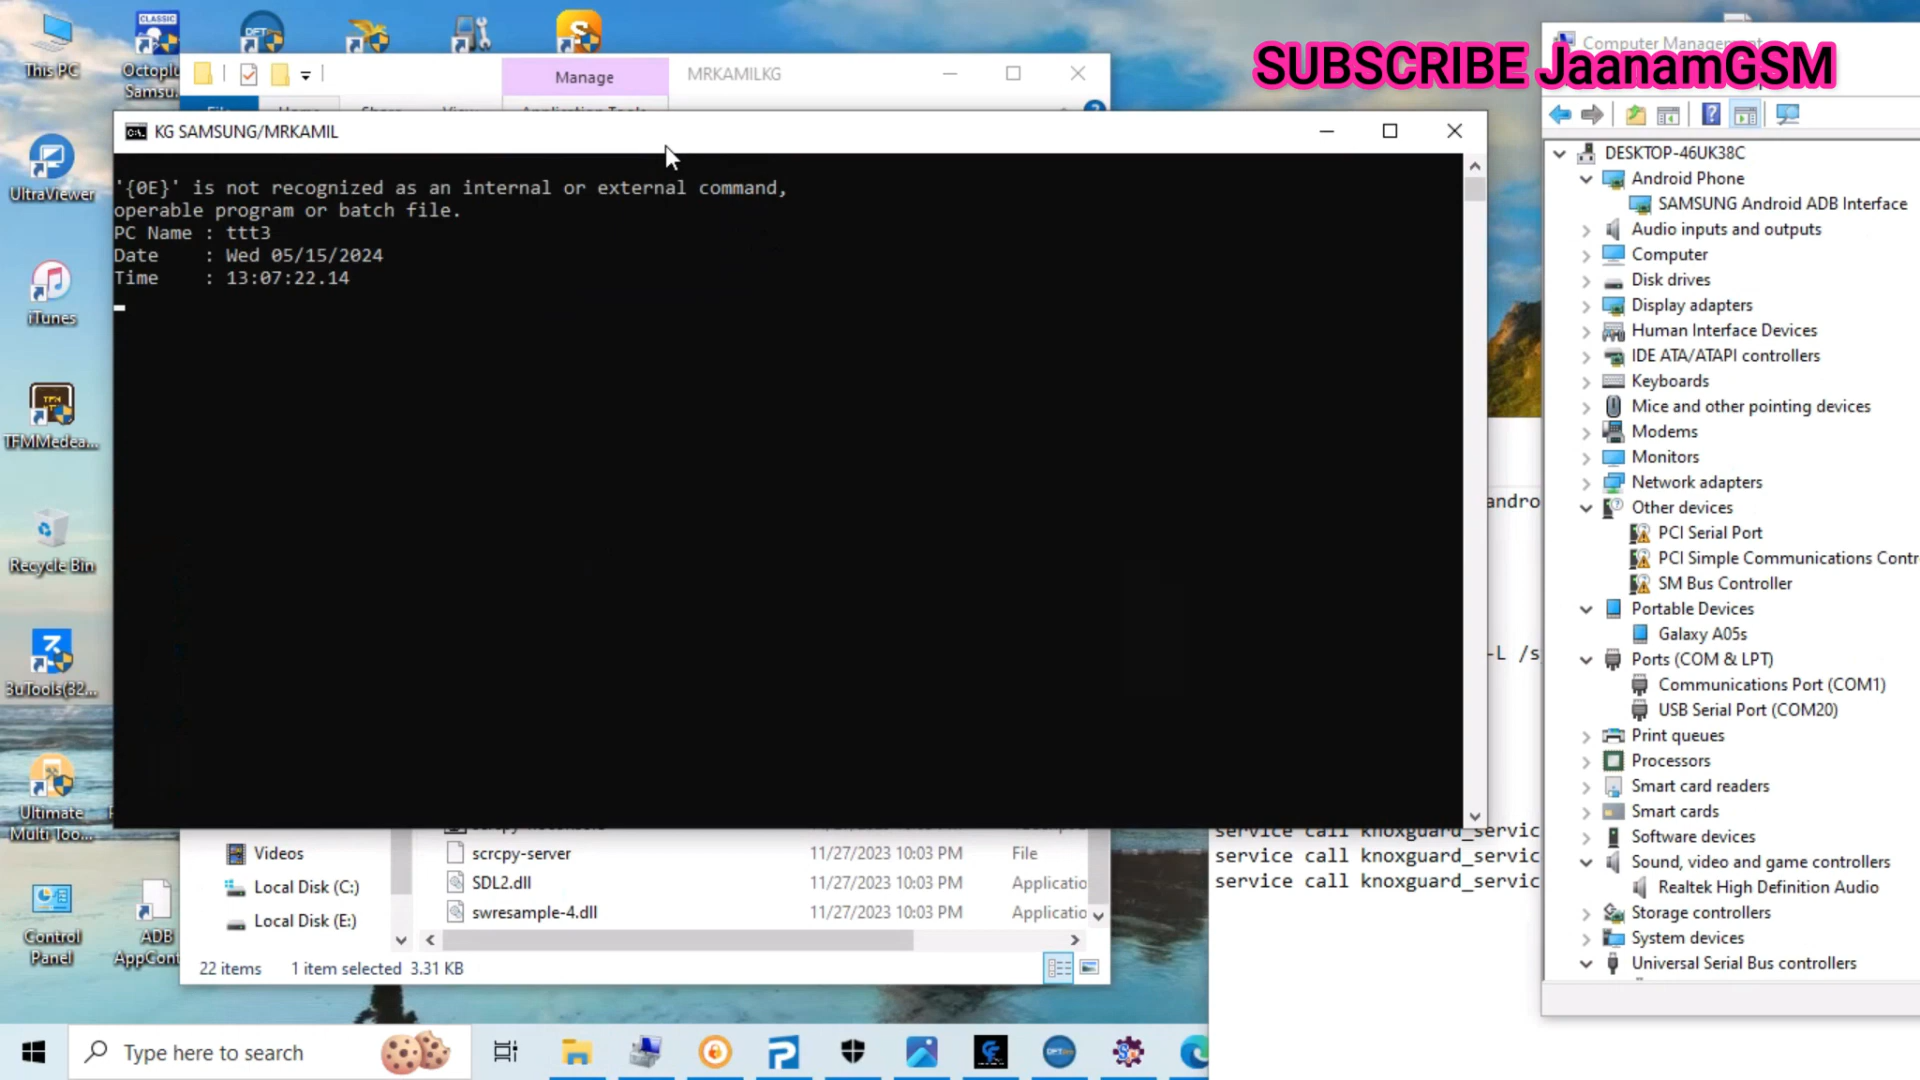 SUBSCRIBE JaanamGSM
This PC
Octoplu
Samsu.
UltraViewer
iTunes
TFMMedea...
Recycle Bin
3uTools(32...
Ultimate
Multi Too...
Control
Panel
ADB
AppCont
Manage
MRKAMILKG
KG SAMSUNG/MRKAMIL
'{0E}' is not recognized as an internal or external command,
operable program or batch file.
PC Name : ttt3
Date : Wed 05/15/2024
Time : 13:07:22.14
Videos
Local Disk (C:)
Local Disk (E:)
scrcpy-server 11/27/2023 10:03 PM File
SDL2.dll 11/27/2023 10:03 PM Applicatio
swresample-4.dll 11/27/2023 10:03 PM Applicatio
22 items 1 item selected 3.31 KB
andro
-L /s
service call knoxguard_servic
service call knoxguard_servic
service call knoxguard_servic
Computer Management
DESKTOP-46UK38C
Android Phone
SAMSUNG Android ADB Interface
Audio inputs and outputs
Computer
Disk drives
Display adapters
Human Interface Devices
IDE ATA/ATAPI controllers
Keyboards
Mice and other pointing devices
Modems
Monitors
Network adapters
Other devices
PCI Serial Port
PCI Simple Communications Contr
SM Bus Controller
Portable Devices
Galaxy A05s
Ports (COM & LPT)
Communications Port (COM1)
USB Serial Port (COM20)
Print queues
Processors
Smart card readers
Smart cards
Software devices
Sound, video and game controllers
Realtek High Definition Audio
Storage controllers
System devices
Universal Serial Bus controllers
Type here to search